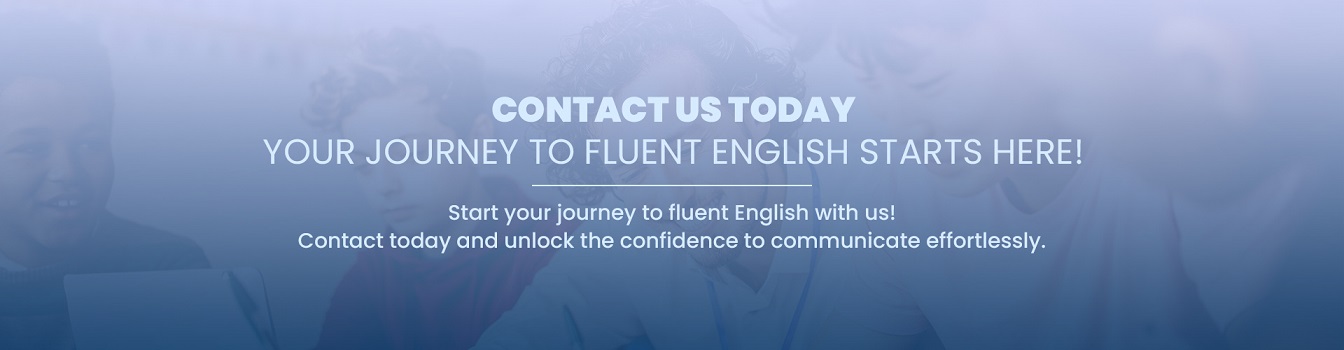 CONTACT US TODAY
YOUR JOURNEY TO FLUENT ENGLISH STARTS HERE!
Start your journey to fluent English with us!
Contact today and unlock the confidence to communicate effortlessly.